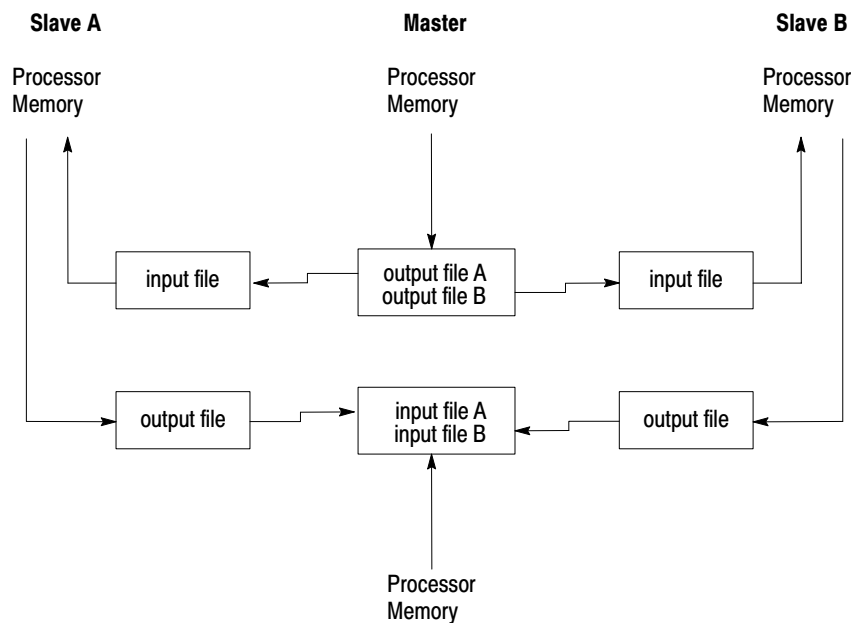 Slave A
Master
Slave B
Processor
Memory
Processor
Memory
Processor
Memory
input file
output file A
output file B
input file
output file
input file A
input file B
output file
Processor
Memory